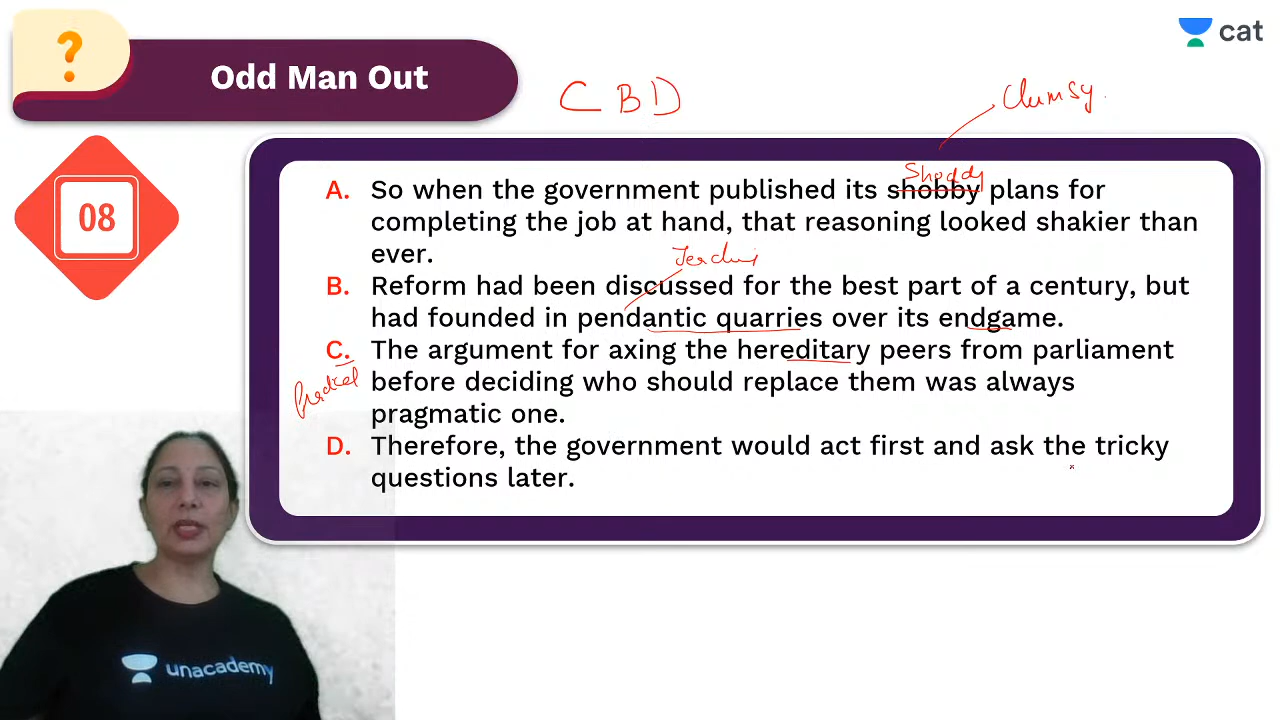 ?
Odd Man Out
cat
CBD
Clumsy.
08
Shoddy
A. So when the government published its shobby plans for
completing the job at hand, that reasoning looked shakier than
ever.
B. Reform had been discussed for the best part of a century, but
had founded in pendantic quarries over its endgame.
C. The argument for axing the hereditary peers from parliament
before deciding who should replace them was always
pragmatic one.
D. Therefore, the government would act first and ask the tricky
questions later.
unacademy